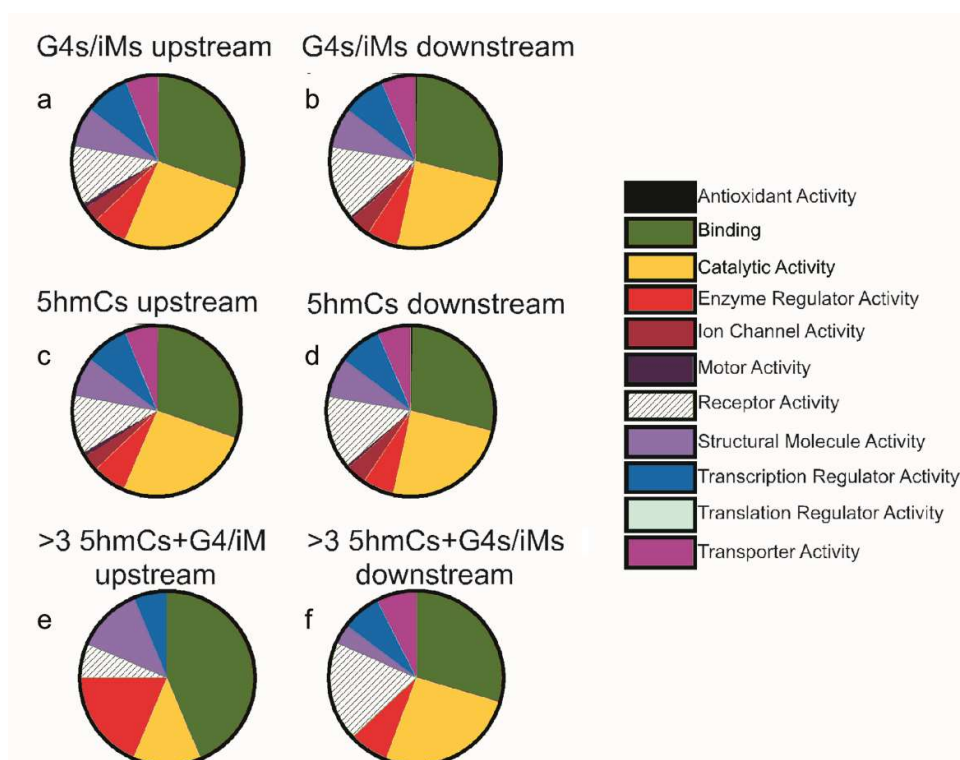 G4s/iMs upstream
G4s/iMs downstream
a
b
5hmCs upstream
5hmCs downstream
c
d
>3 5hmCs+G4/iM
upstream
>3 5hmCs+G4s/iMs
downstream
e
f
Antioxidant Activity
Binding
Catalytic Activity
Enzyme Regulator Activity
Ion Channel Activity
Motor Activity
Receptor Activity
Structural Molecule Activity
Transcription Regulator Activity
Translation Regulator Activity
Transporter Activity